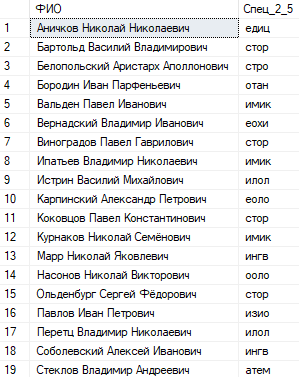 ФИО Спец_2_5
1 Аничков Николай Николаевич едиц
2 Бартольд Василий Владимирович стор
3 Белопольский Аристарх Аполлонович стро
4 Бородин Иван Парфеньевич отан
5 Вальден Павел Иванович имик
6 Вернадский Владимир Иванович еохи
7 Виноградов Павел Гаврилович стор
8 Ипатьев Владимир Николаевич имик
9 Истрин Василий Михайлович илол
10 Карпинский Александр Петрович еоло
11 Коковцов Павел Константинович стор
12 Курнаков Николай Семёнович имик
13 Марр Николай Яковлевич ингв
14 Насонов Николай Викторович ооло
15 Ольденбург Сергей Фёдорович стор
16 Павлов Иван Петрович изио
17 Перетц Владимир Николаевич илол
18 Соболевский Алексей Иванович ингв
19 Стеклов Владимир Андреевич атем